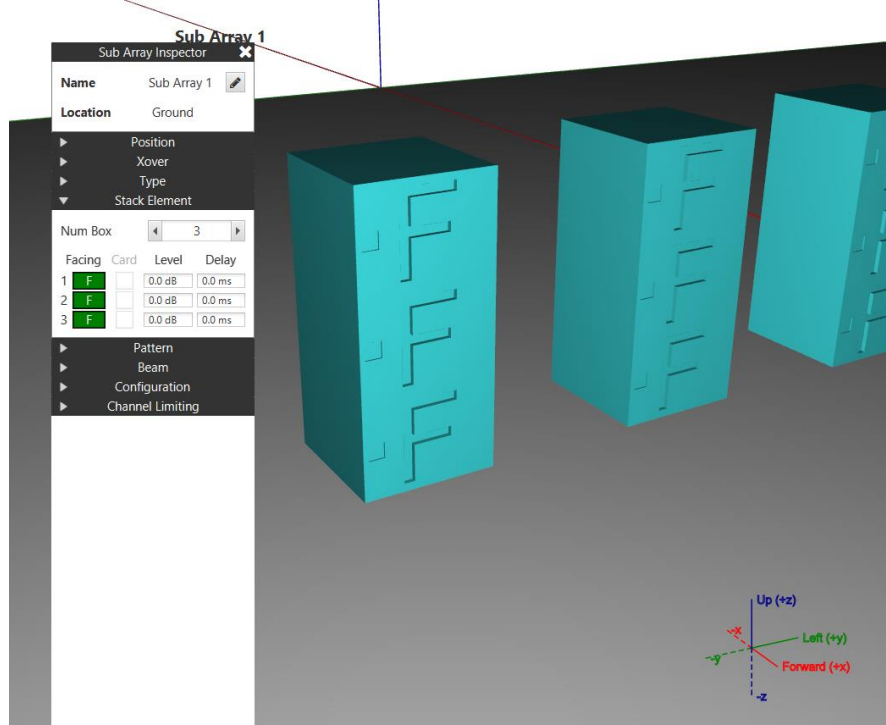 Sub Array 1
Sub Array Inspector
Name Sub Array 1
Location Ground
Position
Xover
Type
Stack Element
Num Box 3
Facing Card Level Delay
1 F 0.0 dB 0.0 ms
2 F 0.0 dB 0.0 ms
3 F 0.0 dB 0.0 ms
Pattern
Beam
Configuration
Channel Limiting
Up (+z)
-x
Left (+y)
-y
Forward (+x)
-z